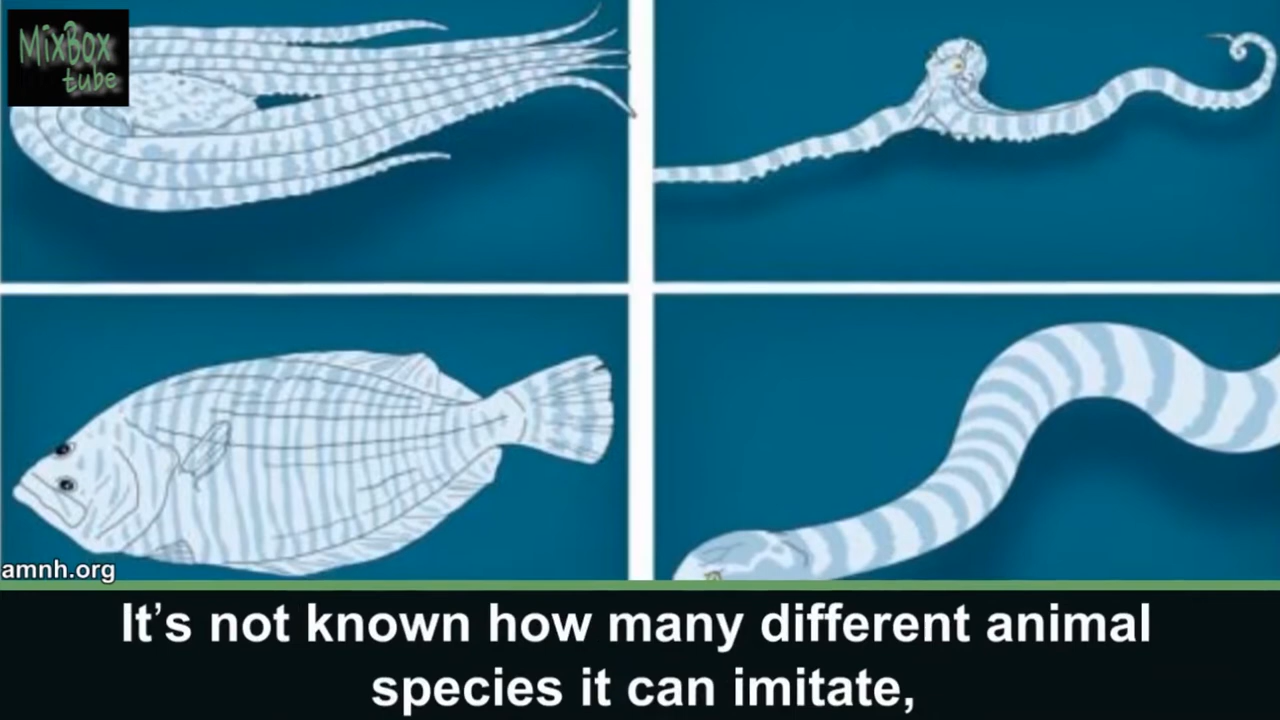 MixBox
tube
amnh.org
It’s not known how many different animal
species it can imitate,